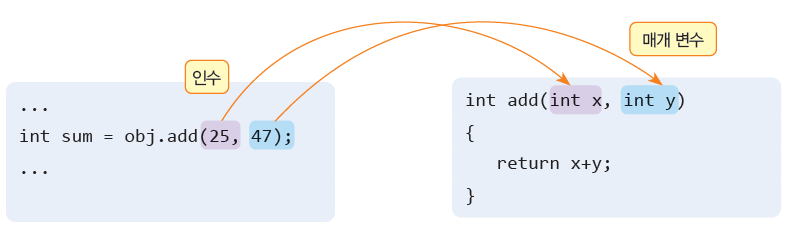 인수
매개 변수
...
int sum = obj.add(25, 47);
...
int add(int x, int y)
{
return x+y;
}